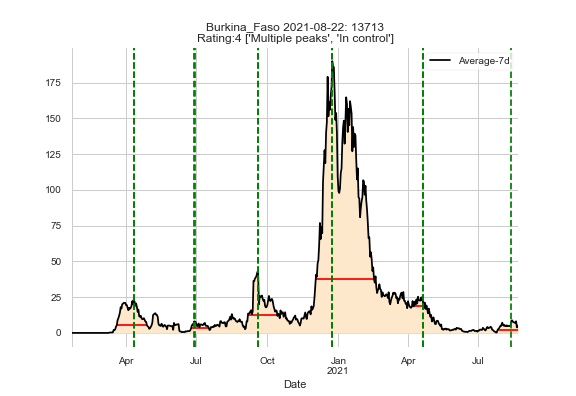 Burkina_Faso 2021-08-22: 13713
Rating:4 ['Multiple peaks', 'In control']
Average-7d
175
150
125
100
75
50
25
0
Apr Jul Oct Jan Apr Jul
2021
Date